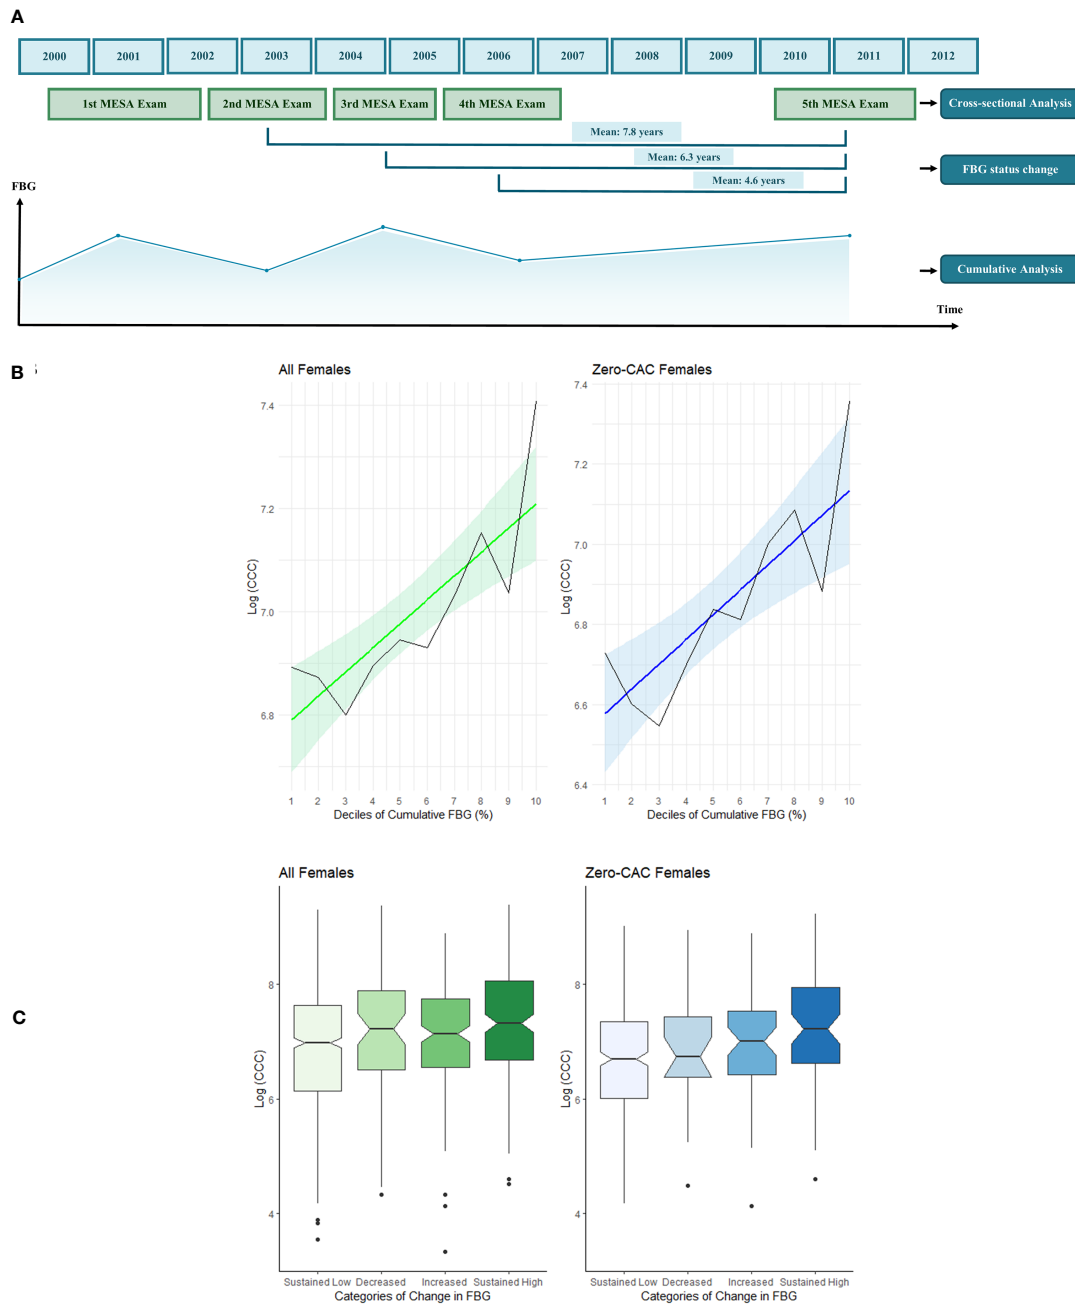 A
2000 2001 2002 2003 2004 2005 2006 2007 2008 2009 2010 2011 2012
1st MESA Exam 2nd MESA Exam 3rd MESA Exam 4th MESA Exam 5th MESA Exam Cross-sectional Analysis
Mean: 7.8 years
Mean: 6.3 years
FBG status change
Mean: 4.6 years
FBG
Cumulative Analysis
Time
B
All Females
7.4
7.2
7.0
6.8
Log (CCC)
1 2 3 4 5 6 7 8 9 10
Deciles of Cumulative FBG (%)
Zero-CAC Females
7.4
7.2
7.0
6.8
6.6
6.4
Log (CCC)
1 2 3 4 5 6 7 8 9 10
Deciles of Cumulative FBG (%)
C
All Females
8
6
4
Log (CCC)
Sustained Low Decreased Increased Sustained High
Categories of Change in FBG
Zero-CAC Females
8
6
4
Log (CCC)
Sustained Low Decreased Increased Sustained High
Categories of Change in FBG